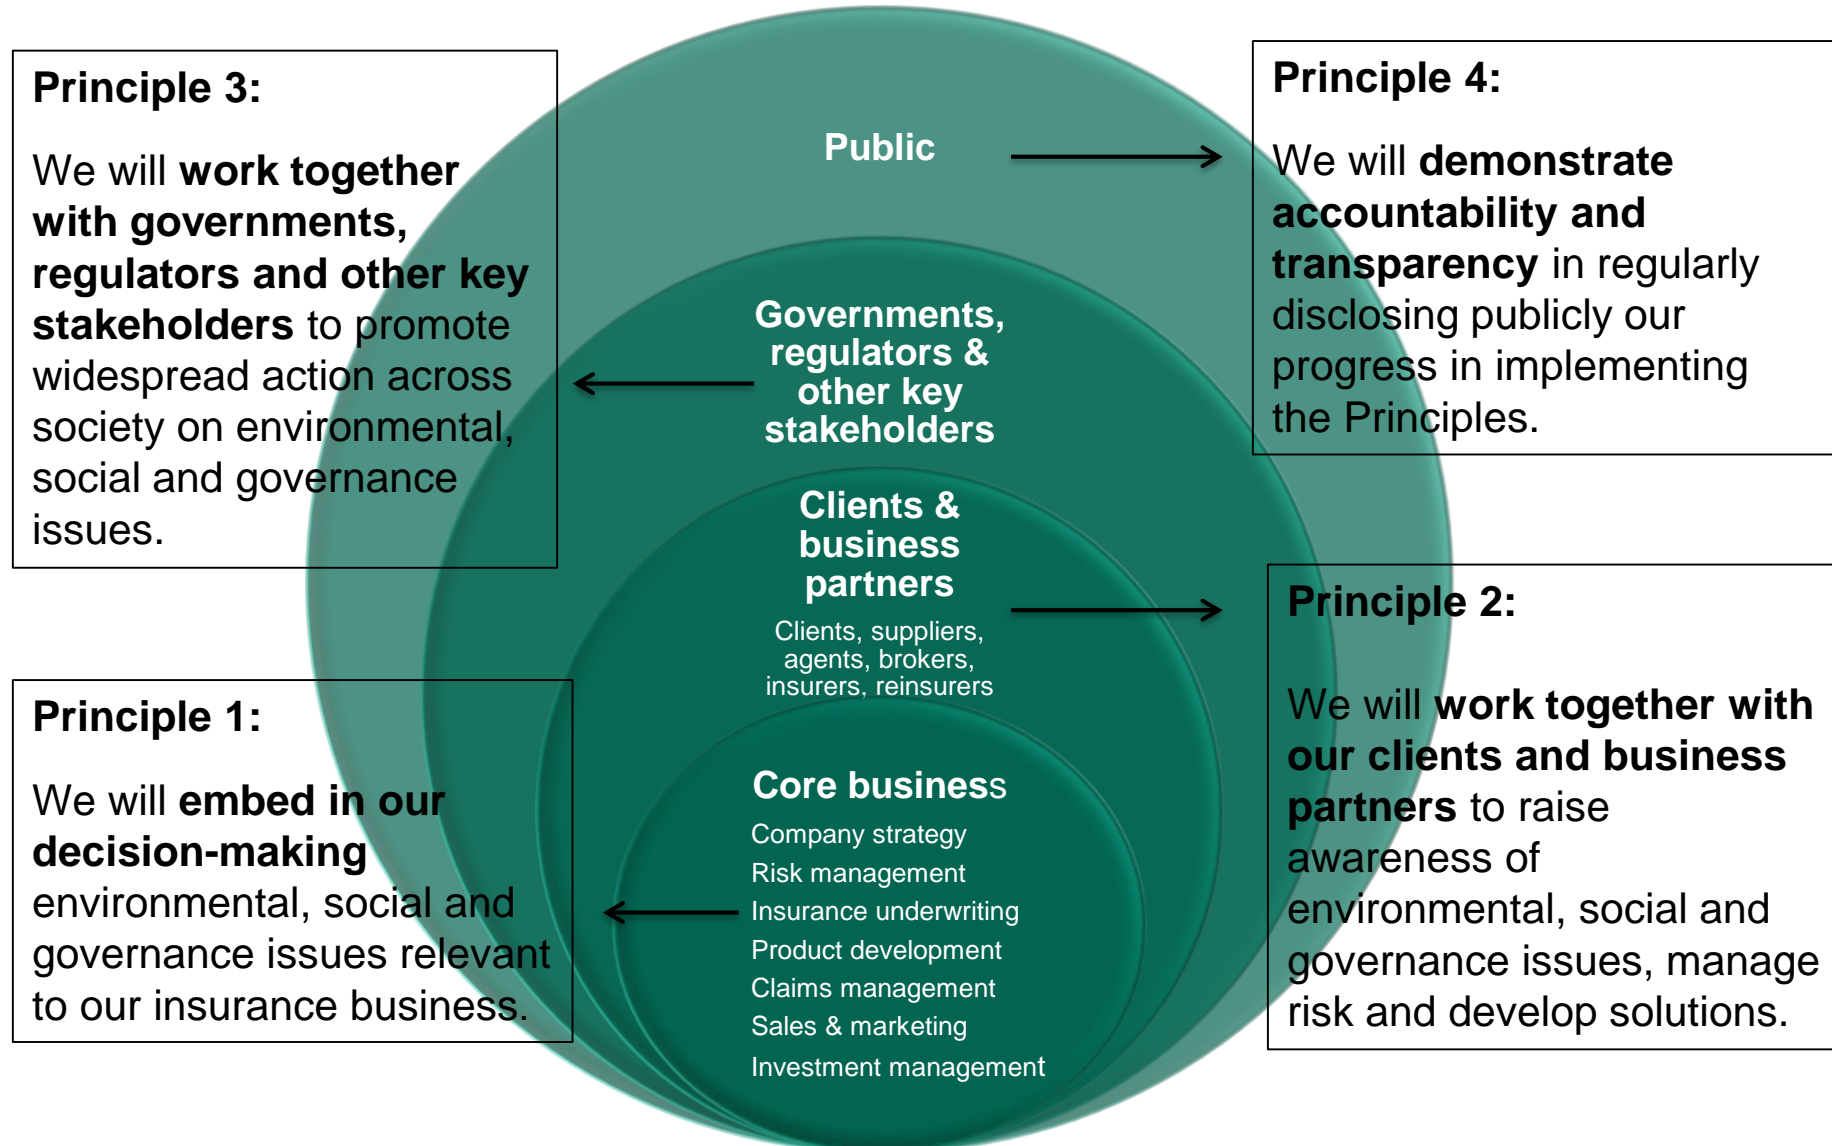 Principle 3:
We will work together
with governments,
regulators and other key
stakeholders to promote
widespread action across
society on environmental,
social and governance
issues.
Principle 1:
We will embed in our
decision-making
environmental, social and
governance issues relevant
to our insurance business.
Public
Governments,
regulators &
other key
stakeholders
Clients &
business
partners
Clients, suppliers,
agents, brokers,
insurers, reinsurers
Core business
Company strategy
Risk management
Insurance underwriting
Product development
Claims management
Sales & marketing
Investment management
Principle 4:
We will demonstrate
accountability and
transparency in regularly
disclosing publicly our
progress in implementing
the Principles.
Principle 2:
We will work together with
our clients and business
partners to raise
awareness of
environmental, social and
governance issues, manage
risk and develop solutions.